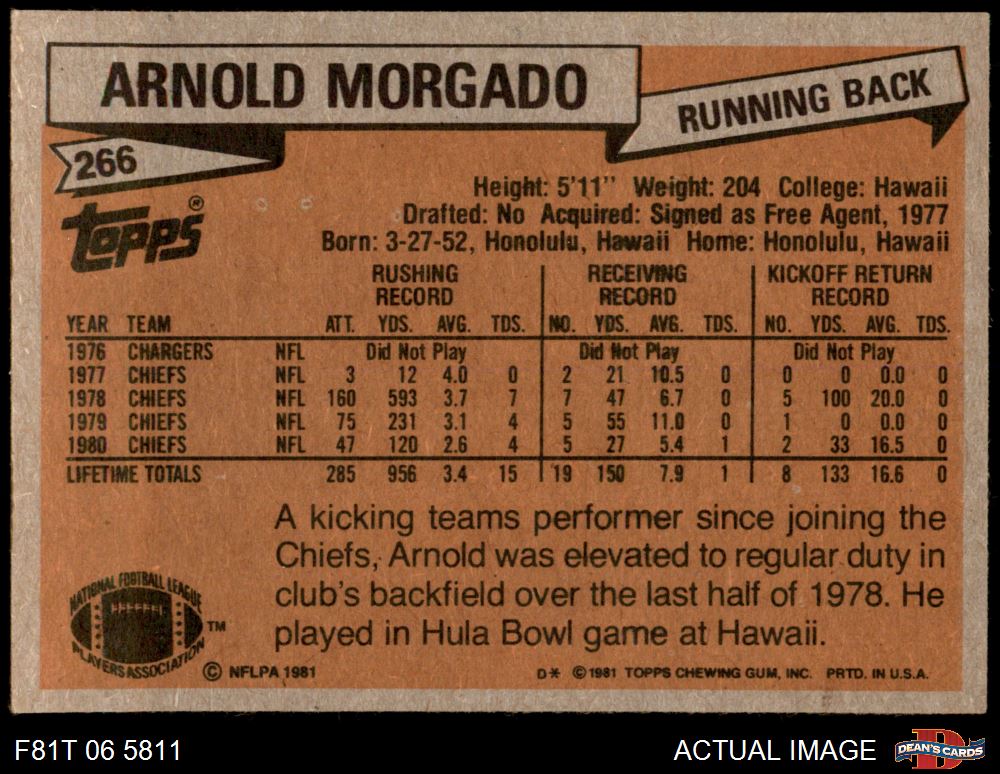 ARNOLD MORGADO
RUNNING BACK
266
TOPPS®
Height: 5'11" Weight: 204 College: Hawaii
Drafted: No Acquired: Signed as Free Agent, 1977
Born: 3-27-52, Honolulu, Hawaii Home: Honolulu, Hawaii
RUSHING RECORD RECEIVING RECORD KICKOFF RETURN RECORD
YEAR TEAM ATT. YDS. AVG. TDS. NO. YDS. AVG. TDS. NO. YDS. AVG. TDS.
1976 CHARGERS NFL Did Not Play Did Not Play Did Not Play
1977 CHIEFS NFL 3 12 4.0 0 2 21 10.5 0 0 0 0.0 0
1978 CHIEFS NFL 160 593 3.7 7 7 47 6.7 0 5 100 20.0 0
1979 CHIEFS NFL 75 231 3.1 4 5 55 11.0 0 1 0 0.0 0
1980 CHIEFS NFL 47 120 2.6 4 5 27 5.4 1 2 33 16.5 0
LIFETIME TOTALS 285 956 3.4 15 19 150 7.9 1 8 133 16.6 0
A kicking teams performer since joining the
Chiefs, Arnold was elevated to regular duty in
club's backfield over the last half of 1978. He
played in Hula Bowl game at Hawaii.
NATIONAL FOOTBALL LEAGUE
PLAYERS ASSOCIATION ™
© NFLPA 1981
D* © 1981 TOPPS CHEWING GUM, INC. PRTD. IN U.S.A.
F81T 06 5811
ACTUAL IMAGE
D
DEAN'S CARDS